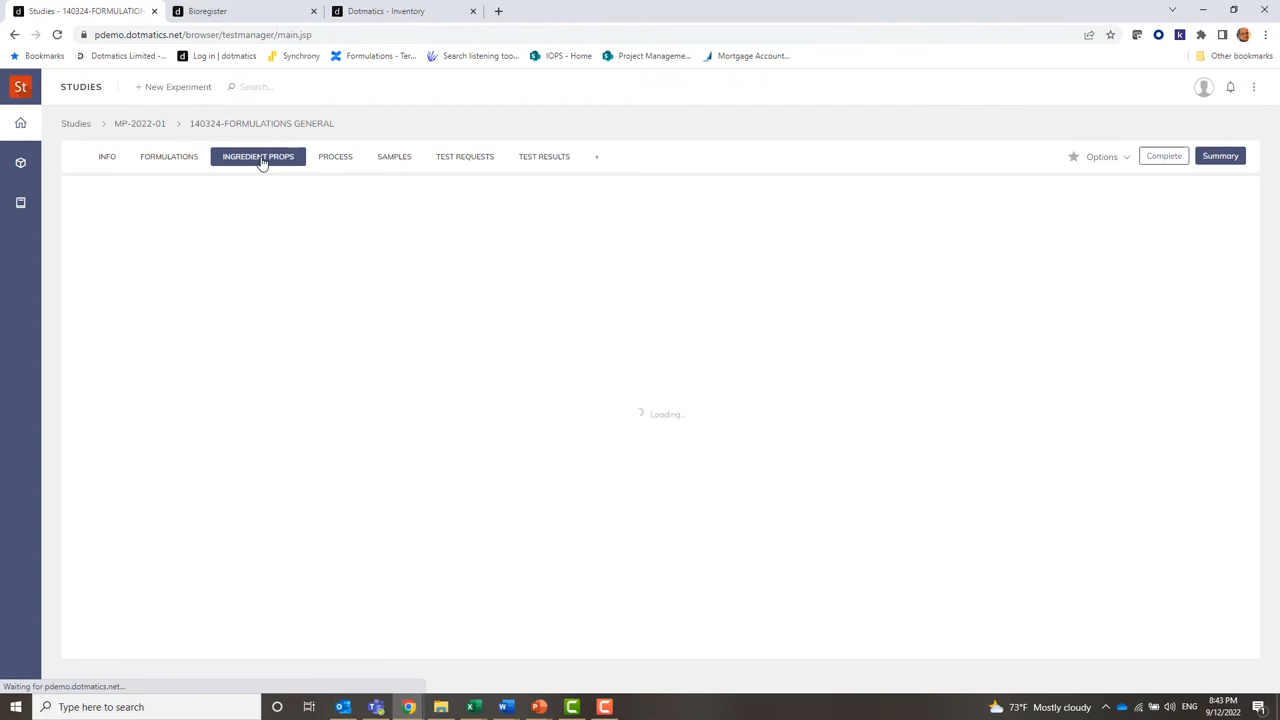 Studies - 140324-FORMULATION
Bioregister
Dotmatics - Inventory
pdemo.dotmatics.net/browser/testmanager/main.jsp
Bookmarks
Dotmatics Limited -...
Log in | dotmatics
Synchrony
Formulations - Ter...
Search listening too...
IOPS - Home
Project Manageme...
Mortgage Account...
Other bookmarks
St
STUDIES
+ New Experiment
Search...
Studies > MP-2022-01 > 140324-FORMULATIONS GENERAL
INFO
FORMULATIONS
INGREDIENT PROPS
PROCESS
SAMPLES
TEST REQUESTS
TEST RESULTS
+
Options
Complete
Summary
Loading...
Waiting for pdemo.dotmatics.net...
Type here to search
73°F Mostly cloudy
ENG
8:43 PM
9/12/2022